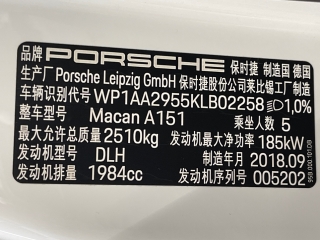 品牌 PORSCHE 保时捷 制造国 德国
生产厂 Porsche Leipzig GmbH 保时捷股份公司莱比锡工厂制造
车辆识别代号 WP1AA2955KLB02258 1,0%
整车型号 Macan A151 乘坐人数 5
最大允许总质量 2510kg 发动机最大净功率 185kW
发动机型号 DLH 制造年月 2018.09
发动机排量 1984cc 发动机序列号 005202